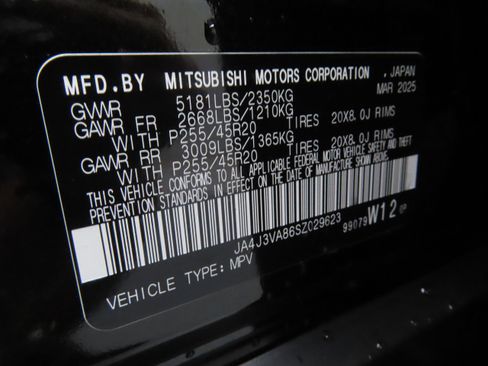 MFD.BY MITSUBISHI MOTORS CORPORATION , JAPAN
MAR 2025
GVWR 5181LBS/2350KG
GAWR FR 2668LBS/1210KG
WITH P255/45R20 TIRES 20X8.0J RIMS
GAWR RR 3009LBS/1365KG
WITH P255/45R20 TIRES 20X8.0J RIMS
THIS VEHICLE CONFORMS TO ALL APPLICABLE FEDERAL MOTOR VEHICLE SAFETY AND THEFT
PREVENTION STANDARDS IN EFFECT ON THE DATE OF MANUFACTURE SHOWN ABOVE.
JA4J3VA86SZ029623
99079 W12
VEHICLE TYPE: MPV